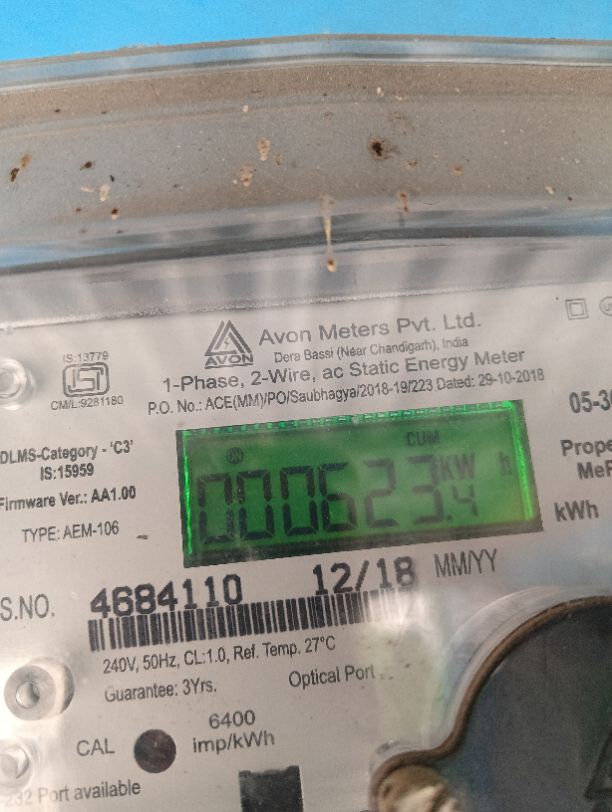 Avon Meters Pvt. Ltd.
AVON
Dera Bassi (Near Chandigarh), India
IS:13779
ISI
CM/L:9281180
1-Phase, 2-Wire, ac Static Energy Meter
P.O. No.: ACE(MM)/PO/Saubhagya/2018-19/223 Dated: 29-10-2018
DLMS-Category - 'C3'
IS:15959
Firmware Ver.: AA1.00
TYPE: AEM-106
ON
CUM
000623.4 KW h
kWh
S.NO. 4684110 12/18 MM/YY
240V, 50Hz, CL:1.0, Ref. Temp. 27°C
Guarantee: 3Yrs. Optical Port
6400
CAL imp/kWh
Port available